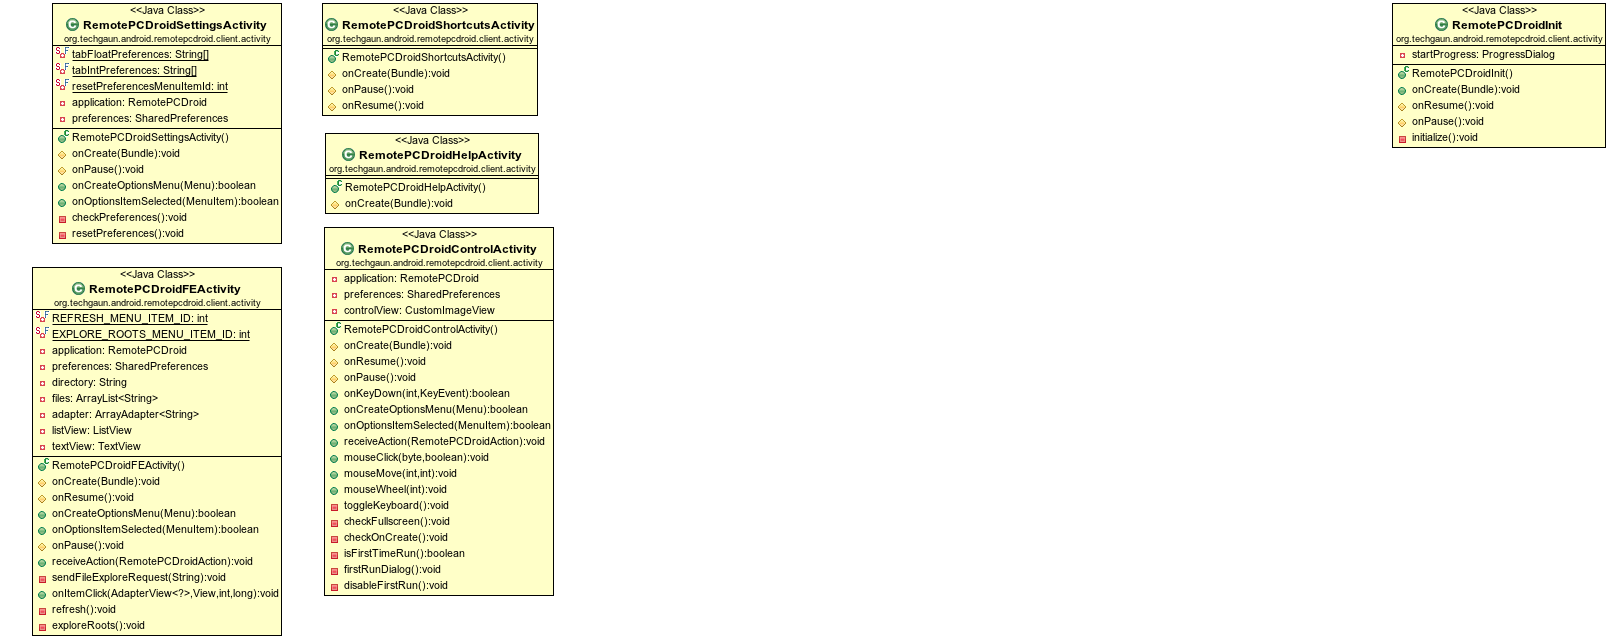 <<Java Class>>
RemotePCDroidSettingsActivity
org.techgaun.android.remotepcdroid.client.activity
tabFloatPreferences: String[]
tabIntPreferences: String[]
resetPreferencesMenuItemId: int
application: RemotePCDroid
preferences: SharedPreferences
RemotePCDroidSettingsActivity()
onCreate(Bundle):void
onPause():void
onCreateOptionsMenu(Menu):boolean
onOptionsItemSelected(MenuItem):boolean
checkPreferences():void
resetPreferences():void
<<Java Class>>
RemotePCDroidFEActivity
org.techgaun.android.remotepcdroid.client.activity
REFRESH_MENU_ITEM_ID: int
EXPLORE_ROOTS_MENU_ITEM_ID: int
application: RemotePCDroid
preferences: SharedPreferences
directory: String
files: ArrayList<String>
adapter: ArrayAdapter<String>
listView: ListView
textView: TextView
RemotePCDroidFEActivity()
onCreate(Bundle):void
onResume():void
onCreateOptionsMenu(Menu):boolean
onOptionsItemSelected(MenuItem):boolean
onPause():void
receiveAction(RemotePCDroidAction):void
sendFileExploreRequest(String):void
onItemClick(AdapterView<?>,View,int,long):void
refresh():void
exploreRoots():void
<<Java Class>>
RemotePCDroidShortcutsActivity
org.techgaun.android.remotepcdroid.client.activity
RemotePCDroidShortcutsActivity()
onCreate(Bundle):void
onPause():void
onResume():void
<<Java Class>>
RemotePCDroidHelpActivity
org.techgaun.android.remotepcdroid.client.activity
RemotePCDroidHelpActivity()
onCreate(Bundle):void
<<Java Class>>
RemotePCDroidControlActivity
org.techgaun.android.remotepcdroid.client.activity
application: RemotePCDroid
preferences: SharedPreferences
controlView: CustomImageView
RemotePCDroidControlActivity()
onCreate(Bundle):void
onResume():void
onPause():void
onKeyDown(int,KeyEvent):boolean
onCreateOptionsMenu(Menu):boolean
onOptionsItemSelected(MenuItem):boolean
receiveAction(RemotePCDroidAction):void
mouseClick(byte,boolean):void
mouseMove(int,int):void
mouseWheel(int):void
toggleKeyboard():void
checkFullscreen():void
checkOnCreate():void
isFirstTimeRun():boolean
firstRunDialog():void
disableFirstRun():void
<<Java Class>>
RemotePCDroidInit
org.techgaun.android.remotepcdroid.client.activity
startProgress: ProgressDialog
RemotePCDroidInit()
onCreate(Bundle):void
onResume():void
onPause():void
initialize():void